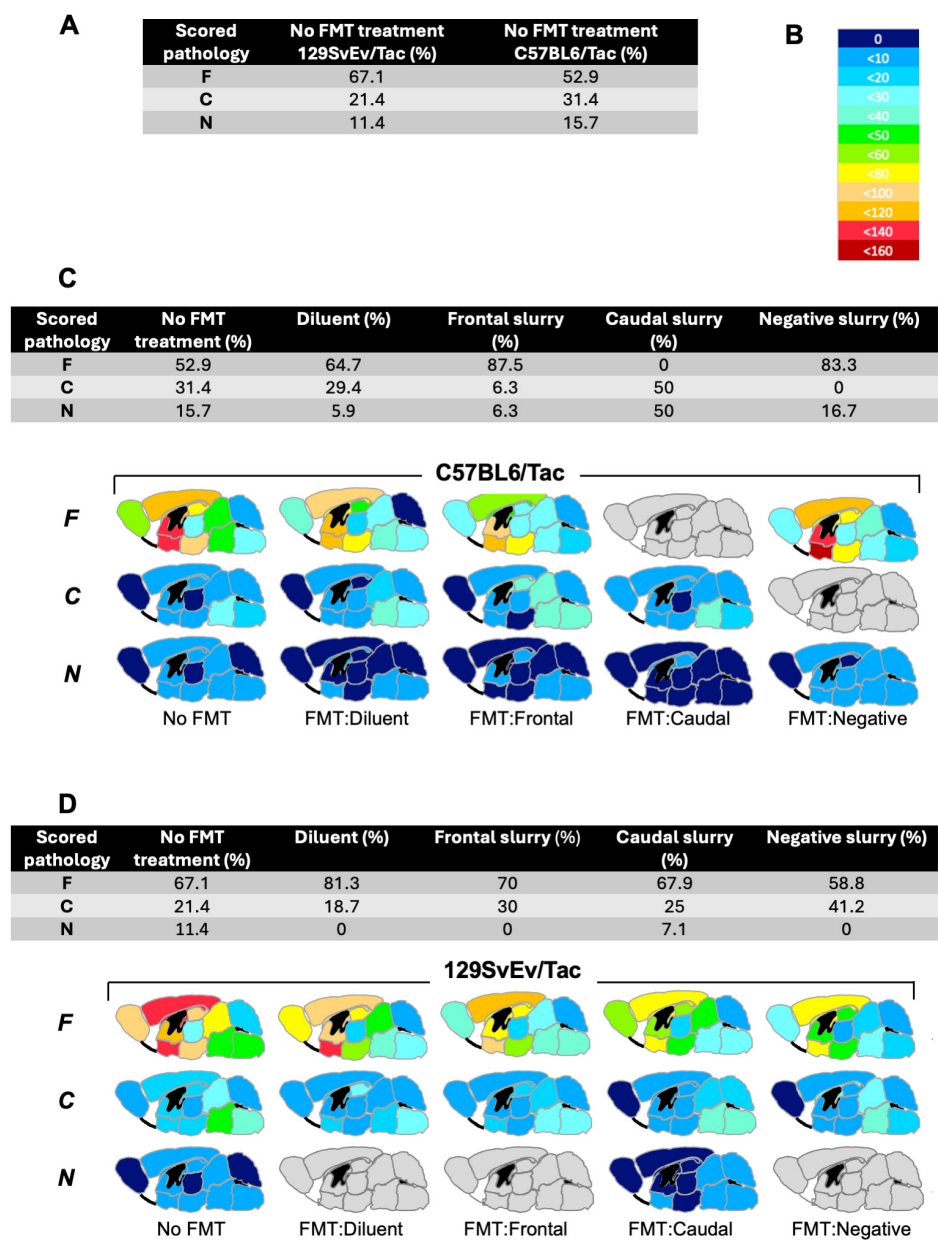 A
Scored pathology No FMT treatment 129SvEv/Tac (%) No FMT treatment C57BL6/Tac (%)
F 67.1 52.9
C 21.4 31.4
N 11.4 15.7
B
0
<10
<20
<30
<40
<50
<60
<80
<100
<120
<140
<160
C
Scored pathology No FMT treatment (%) Diluent (%) Frontal slurry (%) Caudal slurry (%) Negative slurry (%)
F 52.9 64.7 87.5 0 83.3
C 31.4 29.4 6.3 50 0
N 15.7 5.9 6.3 50 16.7
C57BL6/Tac
F
C
N
No FMT FMT:Diluent FMT:Frontal FMT:Caudal FMT:Negative
D
Scored pathology No FMT treatment (%) Diluent (%) Frontal slurry (%) Caudal slurry (%) Negative slurry (%)
F 67.1 81.3 70 67.9 58.8
C 21.4 18.7 30 25 41.2
N 11.4 0 0 7.1 0
129SvEv/Tac
F
C
N
No FMT FMT:Diluent FMT:Frontal FMT:Caudal FMT:Negative